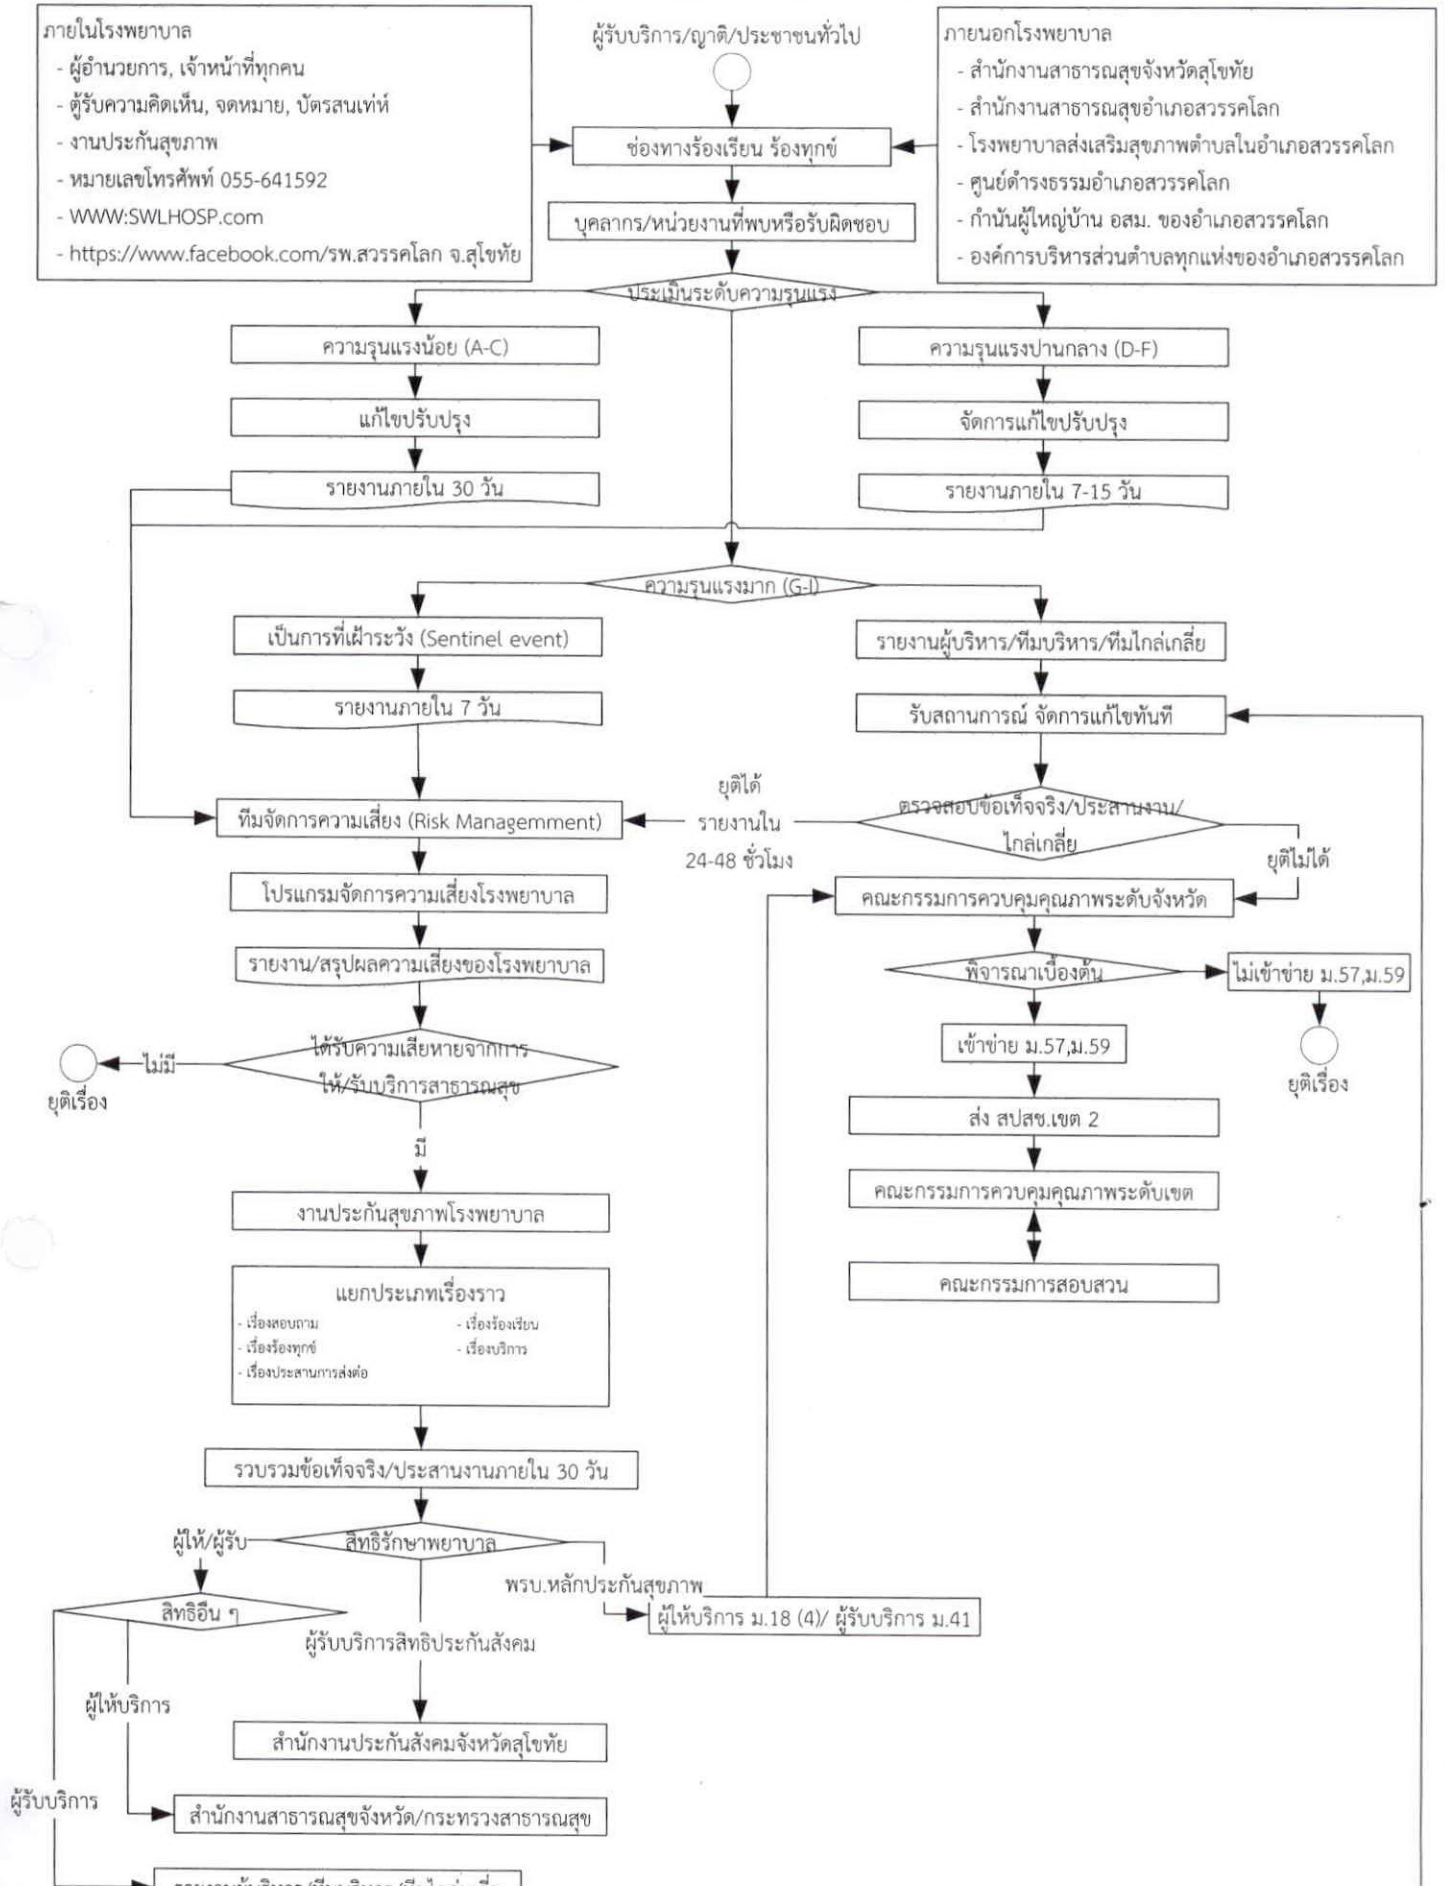 ภายในโรงพยาบาล
- ผู้อำนวยการ, เจ้าหน้าที่ทุกคน
- ตู้รับความคิดเห็น, จดหมาย, บัตรสนเท่ห์
- งานประกันสุขภาพ
- หมายเลขโทรศัพท์ 055-641592
- WWW:SWLHOSP.com
- https://www.facebook.com/รพ.สวรรคโลก จ.สุโขทัย
ผู้รับบริการ/ญาติ/ประชาชนทั่วไป
ภายนอกโรงพยาบาล
- สำนักงานสาธารณสุขจังหวัดสุโขทัย
- สำนักงานสาธารณสุขอำเภอสวรรคโลก
- โรงพยาบาลส่งเสริมสุขภาพตำบลในอำเภอสวรรคโลก
- ศูนย์ดำรงธรรมอำเภอสวรรคโลก
- กำนันผู้ใหญ่บ้าน อสม. ของอำเภอสวรรคโลก
- องค์การบริหารส่วนตำบลทุกแห่งของอำเภอสวรรคโลก
ช่องทางร้องเรียน ร้องทุกข์
บุคลากร/หน่วยงานที่พบหรือรับผิดชอบ
ประเมินระดับความรุนแรง
ความรุนแรงน้อย (A-C)
ความรุนแรงปานกลาง (D-F)
แก้ไขปรับปรุง
จัดการแก้ไขปรับปรุง
รายงานภายใน 30 วัน
รายงานภายใน 7-15 วัน
ความรุนแรงมาก (G-I)
เป็นการที่เฝ้าระวัง (Sentinel event)
รายงานผู้บริหาร/ทีมบริหาร/ทีมไกล่เกลี่ย
รายงานภายใน 7 วัน
รับสถานการณ์ จัดการแก้ไขทันที
ยุติได้
รายงานใน
24-48 ชั่วโมง
ทีมจัดการความเสี่ยง (Risk Managemment)
ตรวจสอบข้อเท็จจริง/ประสานงาน/
ไกล่เกลี่ย
ยุติไม่ได้
โปรแกรมจัดการความเสี่ยงโรงพยาบาล
คณะกรรมการควบคุมคุณภาพระดับจังหวัด
รายงาน/สรุปผลความเสี่ยงของโรงพยาบาล
พิจารณาเบื้องต้น
ไม่เข้าข่าย ม.57,ม.59
ได้รับความเสียหายจากการ
ให้/รับบริการสาธารณสุข
ไม่มี
ยุติเรื่อง
เข้าข่าย ม.57,ม.59
ยุติเรื่อง
มี
ส่ง สปสช.เขต 2
งานประกันสุขภาพโรงพยาบาล
คณะกรรมการควบคุมคุณภาพระดับเขต
คณะกรรมการสอบสวน
แยกประเภทเรื่องราว
- เรื่องสอบถาม
- เรื่องร้องเรียน
- เรื่องร้องทุกข์
- เรื่องบริการ
- เรื่องประสานการส่งต่อ
รวบรวมข้อเท็จจริง/ประสานงานภายใน 30 วัน
ผู้ให้/ผู้รับ
สิทธิรักษาพยาบาล
พรบ.หลักประกันสุขภาพ
สิทธิอื่น ๆ
ผู้ให้บริการ ม.18 (4)/ ผู้รับบริการ ม.41
ผู้รับบริการสิทธิประกันสังคม
ผู้ให้บริการ
สำนักงานประกันสังคมจังหวัดสุโขทัย
ผู้รับบริการ
สำนักงานสาธารณสุขจังหวัด/กระทรวงสาธารณสุข